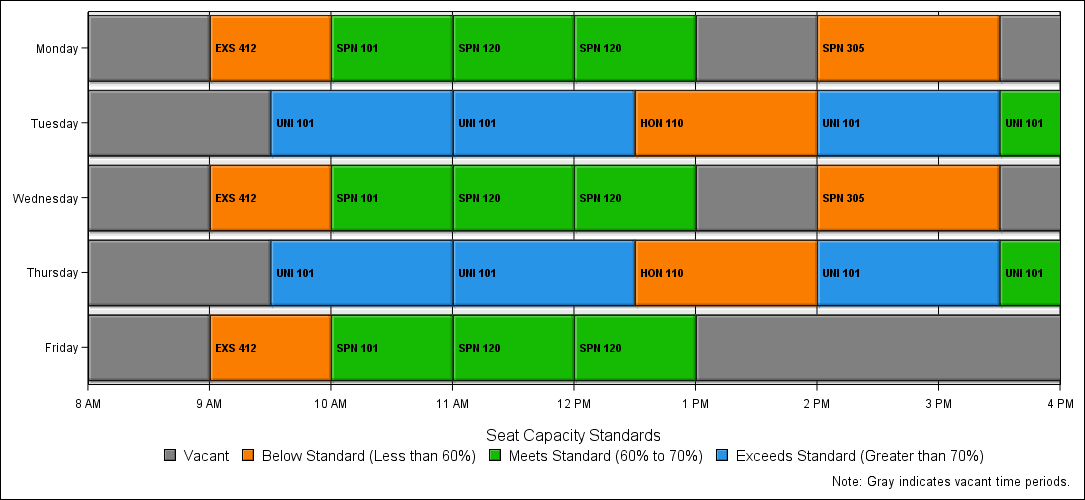 Monday
EXS 412 SPN 101 SPN 120 SPN 120 SPN 305
Tuesday
UNI 101 UNI 101 HON 110 UNI 101 UNI 101
Wednesday
EXS 412 SPN 101 SPN 120 SPN 120 SPN 305
Thursday
UNI 101 UNI 101 HON 110 UNI 101 UNI 101
Friday
EXS 412 SPN 101 SPN 120 SPN 120
8 AM 9 AM 10 AM 11 AM 12 PM 1 PM 2 PM 3 PM 4 PM
Seat Capacity Standards
Vacant Below Standard (Less than 60%) Meets Standard (60% to 70%) Exceeds Standard (Greater than 70%)
Note: Gray indicates vacant time periods.